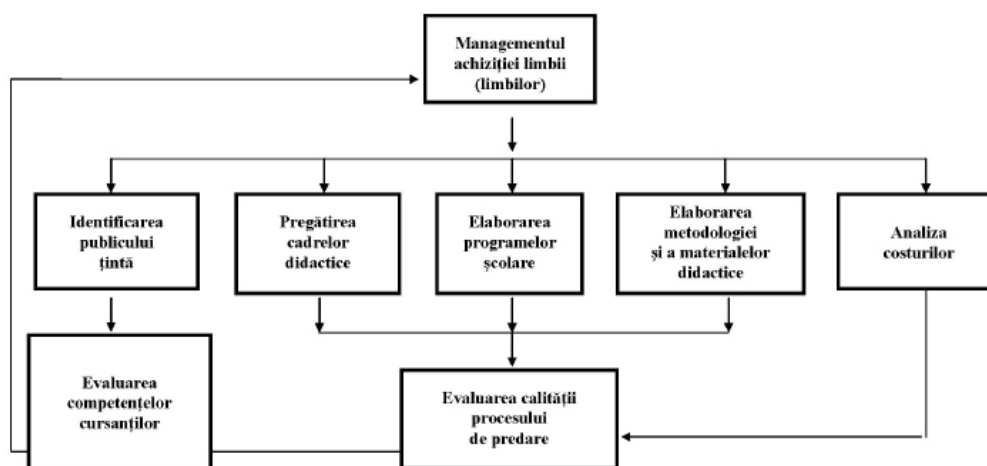 Managementul
achiziției limbii
(limbilor)
Identificarea
publicului
țintă
Pregătirea
cadrelor
didactice
Elaborarea
programelor
școlare
Elaborarea
metodologiei
și a materialelor
didactice
Analiza
costurilor
Evaluarea
competențelor
cursanților
Evaluarea calității
procesului
de predare